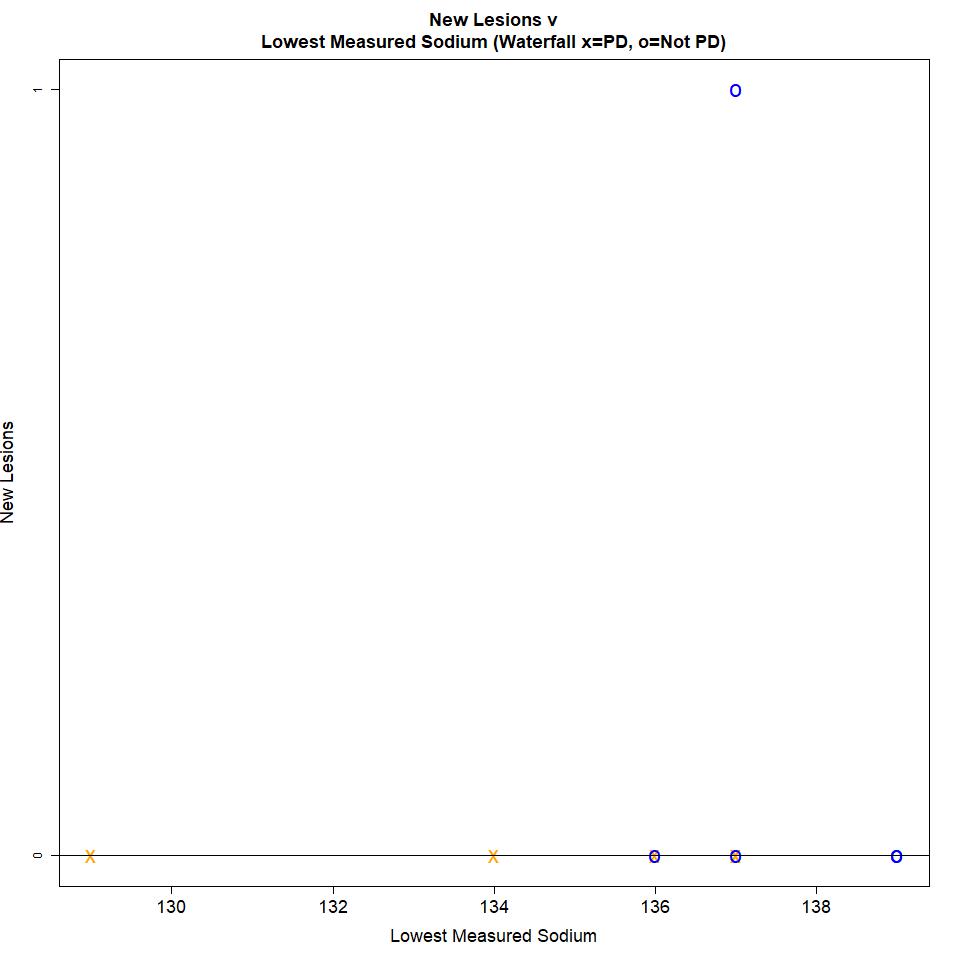 New Lesions v
Lowest Measured Sodium (Waterfall x=PD, o=Not PD)
1
o
New Lesions
0
x
x
o
o
o
130
132
134
136
138
Lowest Measured Sodium